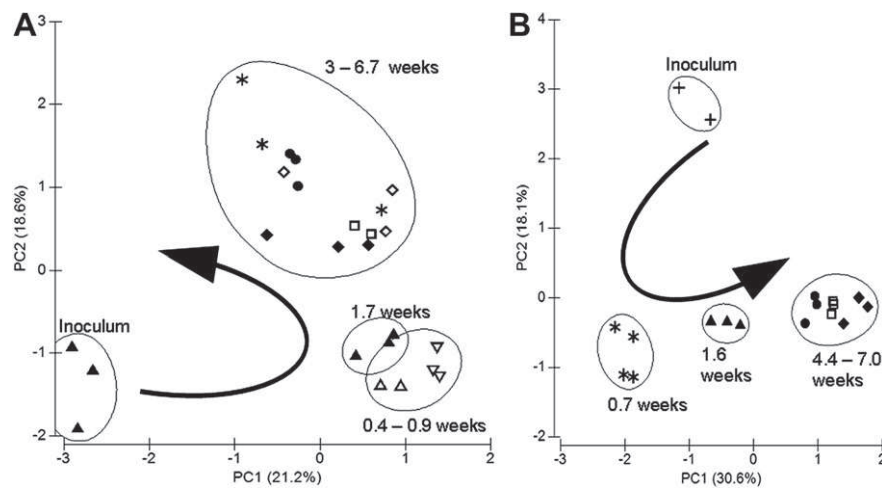 A
3
2
1
0
-1
-2
PC2 (18.6%)
3 – 6.7 weeks
Inoculum
1.7 weeks
0.4 – 0.9 weeks
-3 -2 -1 0 1 2
PC1 (21.2%)
B
4
3
2
1
0
-1
-2
PC2 (18.1%)
Inoculum
0.7 weeks
1.6
weeks
4.4 – 7.0
weeks
-3 -2 -1 0 1 2
PC1 (30.6%)